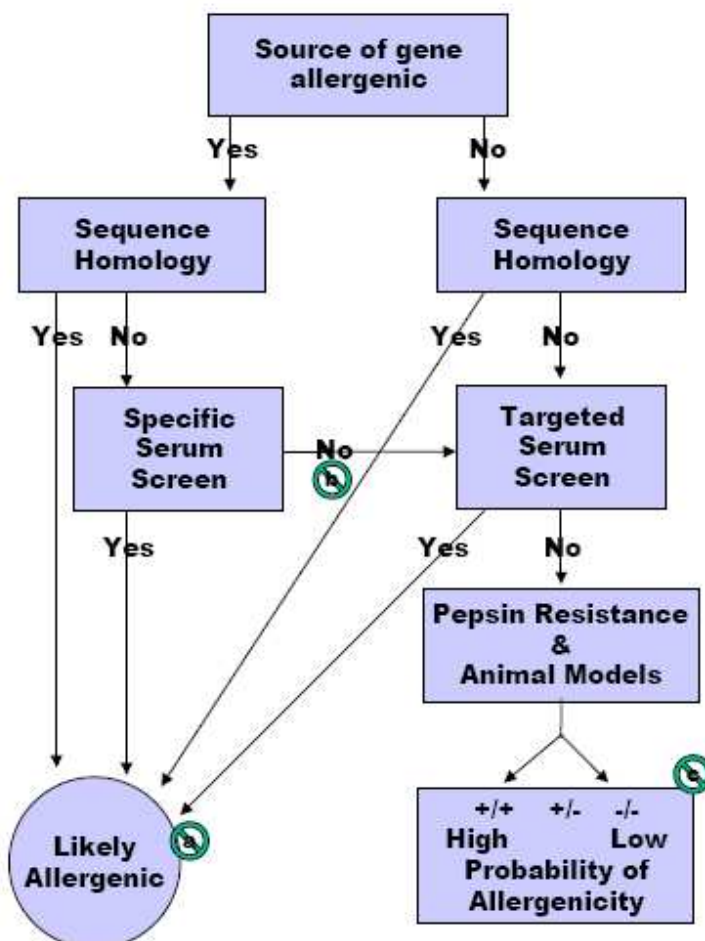 Source of gene
allergenic
Yes
No
Sequence
Homology
Sequence
Homology
Yes
No
Yes
No
Specific
Serum
Screen
No
b
Targeted
Serum
Screen
Yes
Yes
No
Pepsin Resistance
&
Animal Models
c
+/+ +/- -/-
High Low
Probability of
Allergenicity
a
Likely
Allergenic